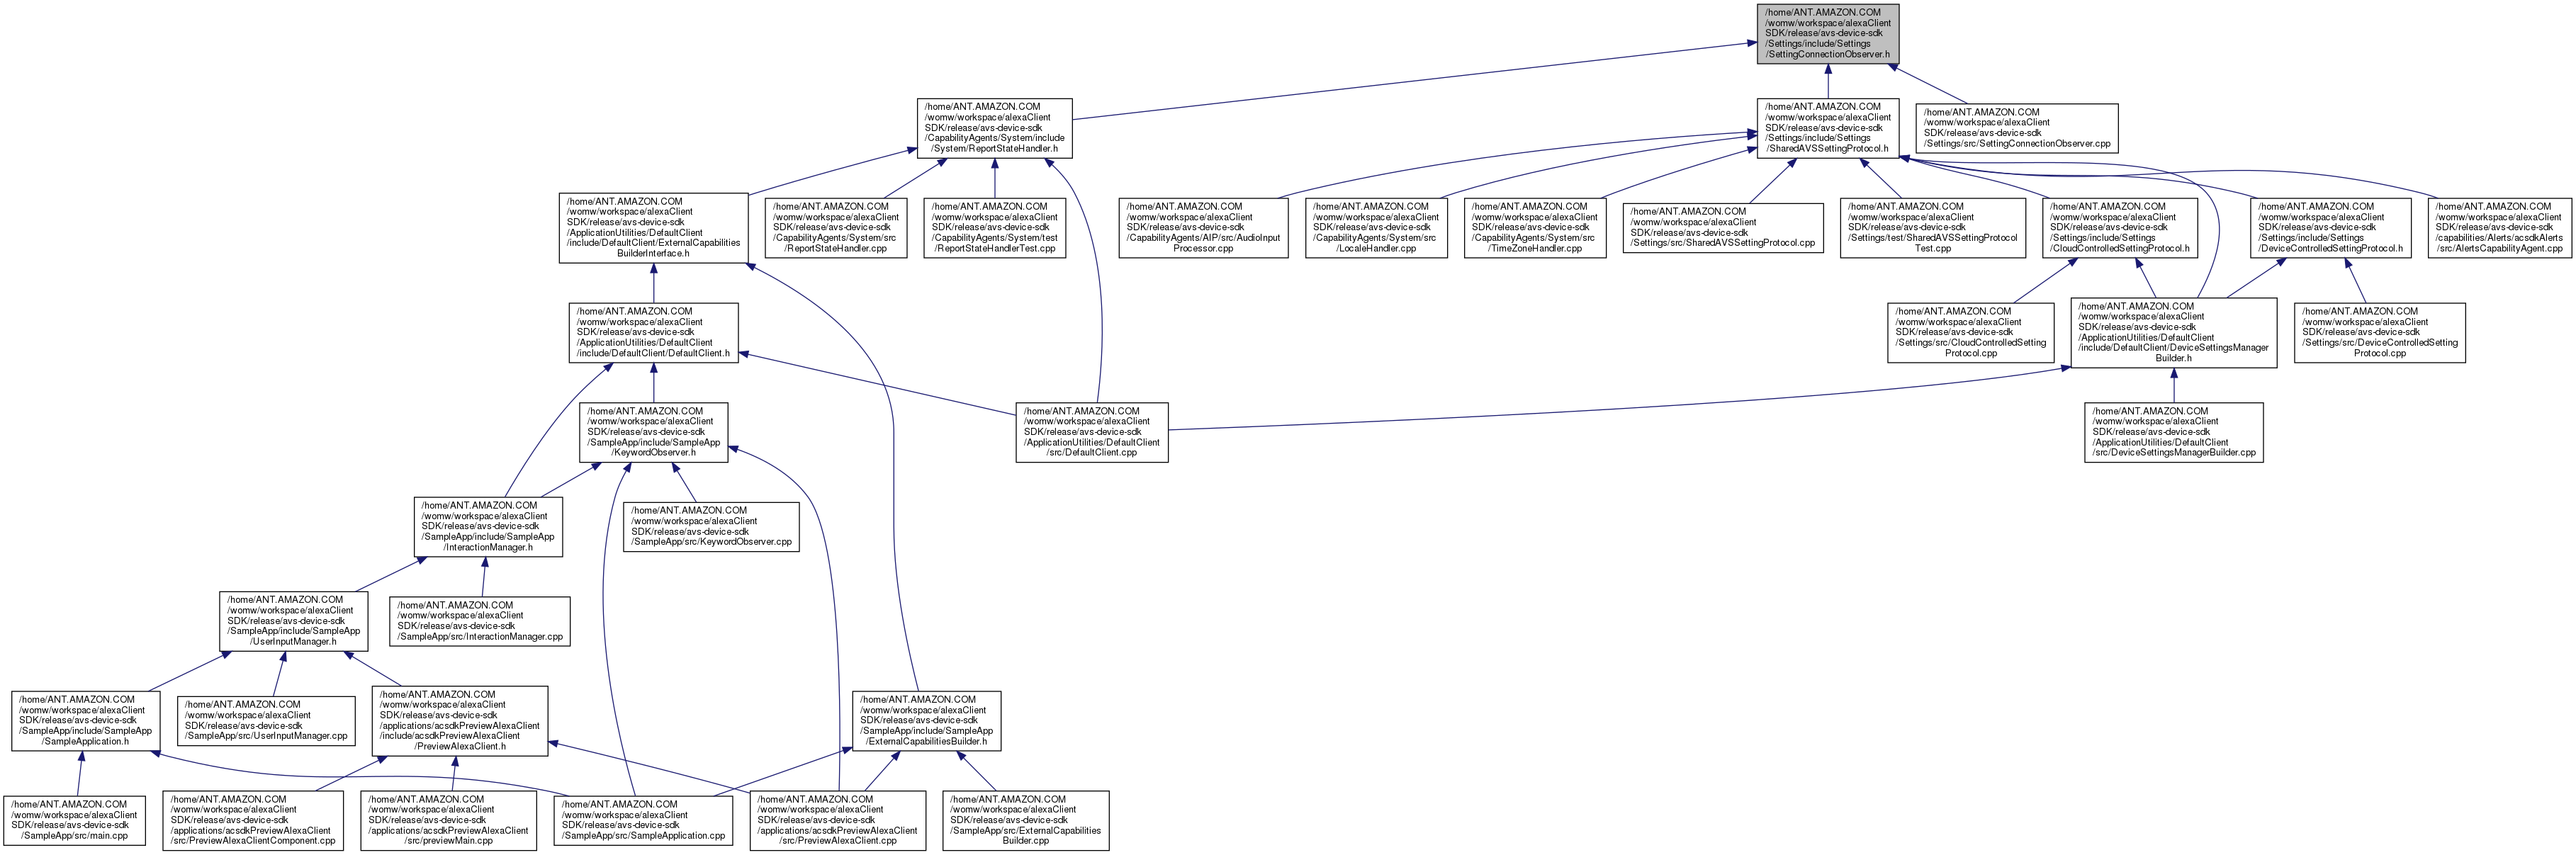 /home/ANT.AMAZON.COM
/womw/workspace/alexaClient
SDK/release/avs-device-sdk
/Settings/include/Settings
/SettingConnectionObserver.h
/home/ANT.AMAZON.COM
/womw/workspace/alexaClient
SDK/release/avs-device-sdk
/CapabilityAgents/System/include
/System/ReportStateHandler.h
/home/ANT.AMAZON.COM
/womw/workspace/alexaClient
SDK/release/avs-device-sdk
/Settings/include/Settings
/SharedAVSSettingProtocol.h
/home/ANT.AMAZON.COM
/womw/workspace/alexaClient
SDK/release/avs-device-sdk
/Settings/src/SettingConnectionObserver.cpp
/home/ANT.AMAZON.COM
/womw/workspace/alexaClient
SDK/release/avs-device-sdk
/ApplicationUtilities/DefaultClient
/include/DefaultClient/ExternalCapabilities
BuilderInterface.h
/home/ANT.AMAZON.COM
/womw/workspace/alexaClient
SDK/release/avs-device-sdk
/CapabilityAgents/System/src
/ReportStateHandler.cpp
/home/ANT.AMAZON.COM
/womw/workspace/alexaClient
SDK/release/avs-device-sdk
/CapabilityAgents/System/test
/ReportStateHandlerTest.cpp
/home/ANT.AMAZON.COM
/womw/workspace/alexaClient
SDK/release/avs-device-sdk
/CapabilityAgents/AIP/src/AudioInput
Processor.cpp
/home/ANT.AMAZON.COM
/womw/workspace/alexaClient
SDK/release/avs-device-sdk
/CapabilityAgents/System/src
/LocaleHandler.cpp
/home/ANT.AMAZON.COM
/womw/workspace/alexaClient
SDK/release/avs-device-sdk
/CapabilityAgents/System/src
/TimeZoneHandler.cpp
/home/ANT.AMAZON.COM
/womw/workspace/alexaClient
SDK/release/avs-device-sdk
/Settings/src/SharedAVSSettingProtocol.cpp
/home/ANT.AMAZON.COM
/womw/workspace/alexaClient
SDK/release/avs-device-sdk
/Settings/test/SharedAVSSettingProtocol
Test.cpp
/home/ANT.AMAZON.COM
/womw/workspace/alexaClient
SDK/release/avs-device-sdk
/Settings/include/Settings
/CloudControlledSettingProtocol.h
/home/ANT.AMAZON.COM
/womw/workspace/alexaClient
SDK/release/avs-device-sdk
/Settings/include/Settings
/DeviceControlledSettingProtocol.h
/home/ANT.AMAZON.COM
/womw/workspace/alexaClient
SDK/release/avs-device-sdk
/capabilities/Alerts/acsdkAlerts
/src/AlertsCapabilityAgent.cpp
/home/ANT.AMAZON.COM
/womw/workspace/alexaClient
SDK/release/avs-device-sdk
/ApplicationUtilities/DefaultClient
/include/DefaultClient/DefaultClient.h
/home/ANT.AMAZON.COM
/womw/workspace/alexaClient
SDK/release/avs-device-sdk
/Settings/src/CloudControlledSetting
Protocol.cpp
/home/ANT.AMAZON.COM
/womw/workspace/alexaClient
SDK/release/avs-device-sdk
/ApplicationUtilities/DefaultClient
/include/DefaultClient/DeviceSettingsManager
Builder.h
/home/ANT.AMAZON.COM
/womw/workspace/alexaClient
SDK/release/avs-device-sdk
/Settings/src/DeviceControlledSetting
Protocol.cpp
/home/ANT.AMAZON.COM
/womw/workspace/alexaClient
SDK/release/avs-device-sdk
/SampleApp/include/SampleApp
/KeywordObserver.h
/home/ANT.AMAZON.COM
/womw/workspace/alexaClient
SDK/release/avs-device-sdk
/ApplicationUtilities/DefaultClient
/src/DefaultClient.cpp
/home/ANT.AMAZON.COM
/womw/workspace/alexaClient
SDK/release/avs-device-sdk
/ApplicationUtilities/DefaultClient
/src/DeviceSettingsManagerBuilder.cpp
/home/ANT.AMAZON.COM
/womw/workspace/alexaClient
SDK/release/avs-device-sdk
/SampleApp/include/SampleApp
/InteractionManager.h
/home/ANT.AMAZON.COM
/womw/workspace/alexaClient
SDK/release/avs-device-sdk
/SampleApp/src/KeywordObserver.cpp
/home/ANT.AMAZON.COM
/womw/workspace/alexaClient
SDK/release/avs-device-sdk
/SampleApp/include/SampleApp
/UserInputManager.h
/home/ANT.AMAZON.COM
/womw/workspace/alexaClient
SDK/release/avs-device-sdk
/SampleApp/src/InteractionManager.cpp
/home/ANT.AMAZON.COM
/womw/workspace/alexaClient
SDK/release/avs-device-sdk
/SampleApp/include/SampleApp
/SampleApplication.h
/home/ANT.AMAZON.COM
/womw/workspace/alexaClient
SDK/release/avs-device-sdk
/SampleApp/src/UserInputManager.cpp
/home/ANT.AMAZON.COM
/womw/workspace/alexaClient
SDK/release/avs-device-sdk
/applications/acsdkPreviewAlexaClient
/include/acsdkPreviewAlexaClient
/PreviewAlexaClient.h
/home/ANT.AMAZON.COM
/womw/workspace/alexaClient
SDK/release/avs-device-sdk
/SampleApp/include/SampleApp
/ExternalCapabilitiesBuilder.h
/home/ANT.AMAZON.COM
/womw/workspace/alexaClient
SDK/release/avs-device-sdk
/SampleApp/src/main.cpp
/home/ANT.AMAZON.COM
/womw/workspace/alexaClient
SDK/release/avs-device-sdk
/applications/acsdkPreviewAlexaClient
/src/PreviewAlexaClientComponent.cpp
/home/ANT.AMAZON.COM
/womw/workspace/alexaClient
SDK/release/avs-device-sdk
/applications/acsdkPreviewAlexaClient
/src/previewMain.cpp
/home/ANT.AMAZON.COM
/womw/workspace/alexaClient
SDK/release/avs-device-sdk
/SampleApp/src/SampleApplication.cpp
/home/ANT.AMAZON.COM
/womw/workspace/alexaClient
SDK/release/avs-device-sdk
/applications/acsdkPreviewAlexaClient
/src/PreviewAlexaClient.cpp
/home/ANT.AMAZON.COM
/womw/workspace/alexaClient
SDK/release/avs-device-sdk
/SampleApp/src/ExternalCapabilities
Builder.cpp